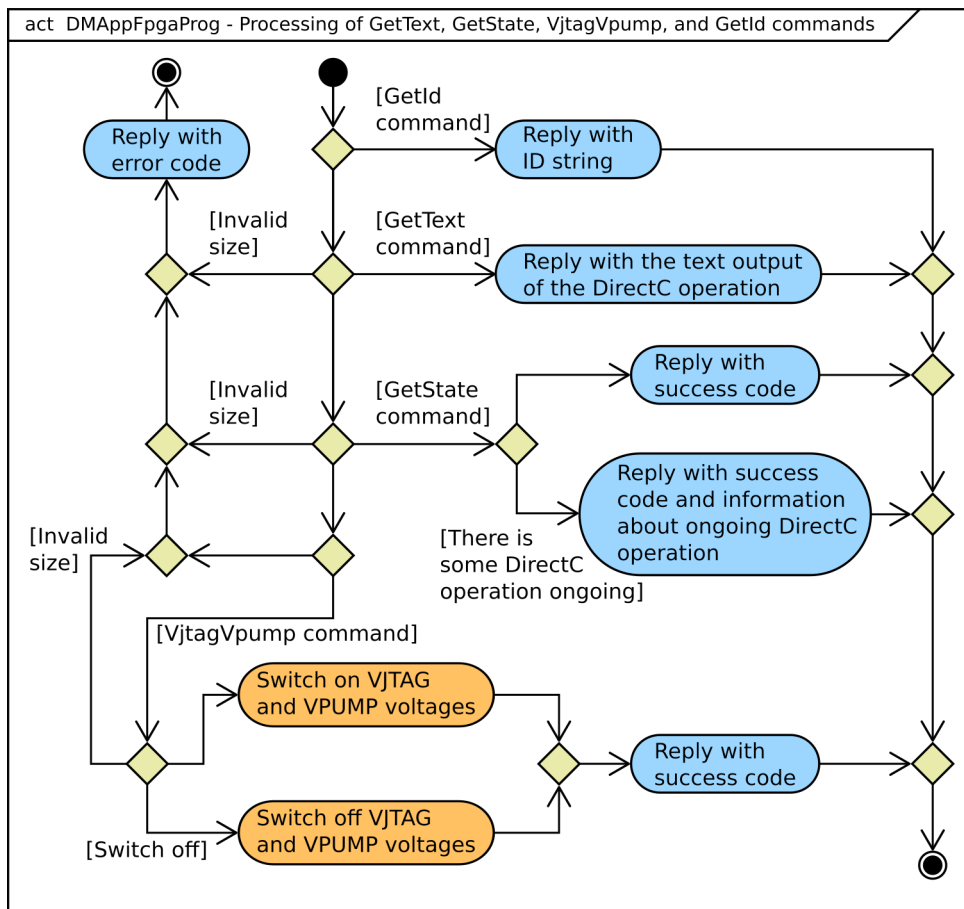 act  DMAppFpgaProg - Processing of GetText, GetState, VjtagVpump, and GetId commands
[GetId
command]
Reply with
error code
Reply with
ID string
[Invalid
size]
[GetText
command]
Reply with the text output
of the DirectC operation
Reply with
success code
[Invalid
size]
[GetState
command]
Reply with success
code and information
about ongoing DirectC
operation
[Invalid
size]
[There is
some DirectC
operation ongoing]
[VjtagVpump command]
Switch on VJTAG
and VPUMP voltages
Reply with
success code
Switch off VJTAG
and VPUMP voltages
[Switch off]